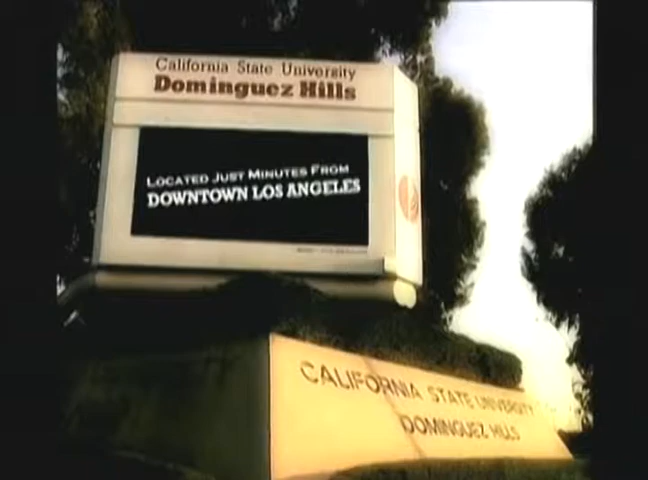 California State University
Dominguez Hills
LOCATED JUST MINUTES FROM
DOWNTOWN LOS ANGELES
CALIFORNIA STATE UNIVERSITY
DOMINGUEZ HILLS